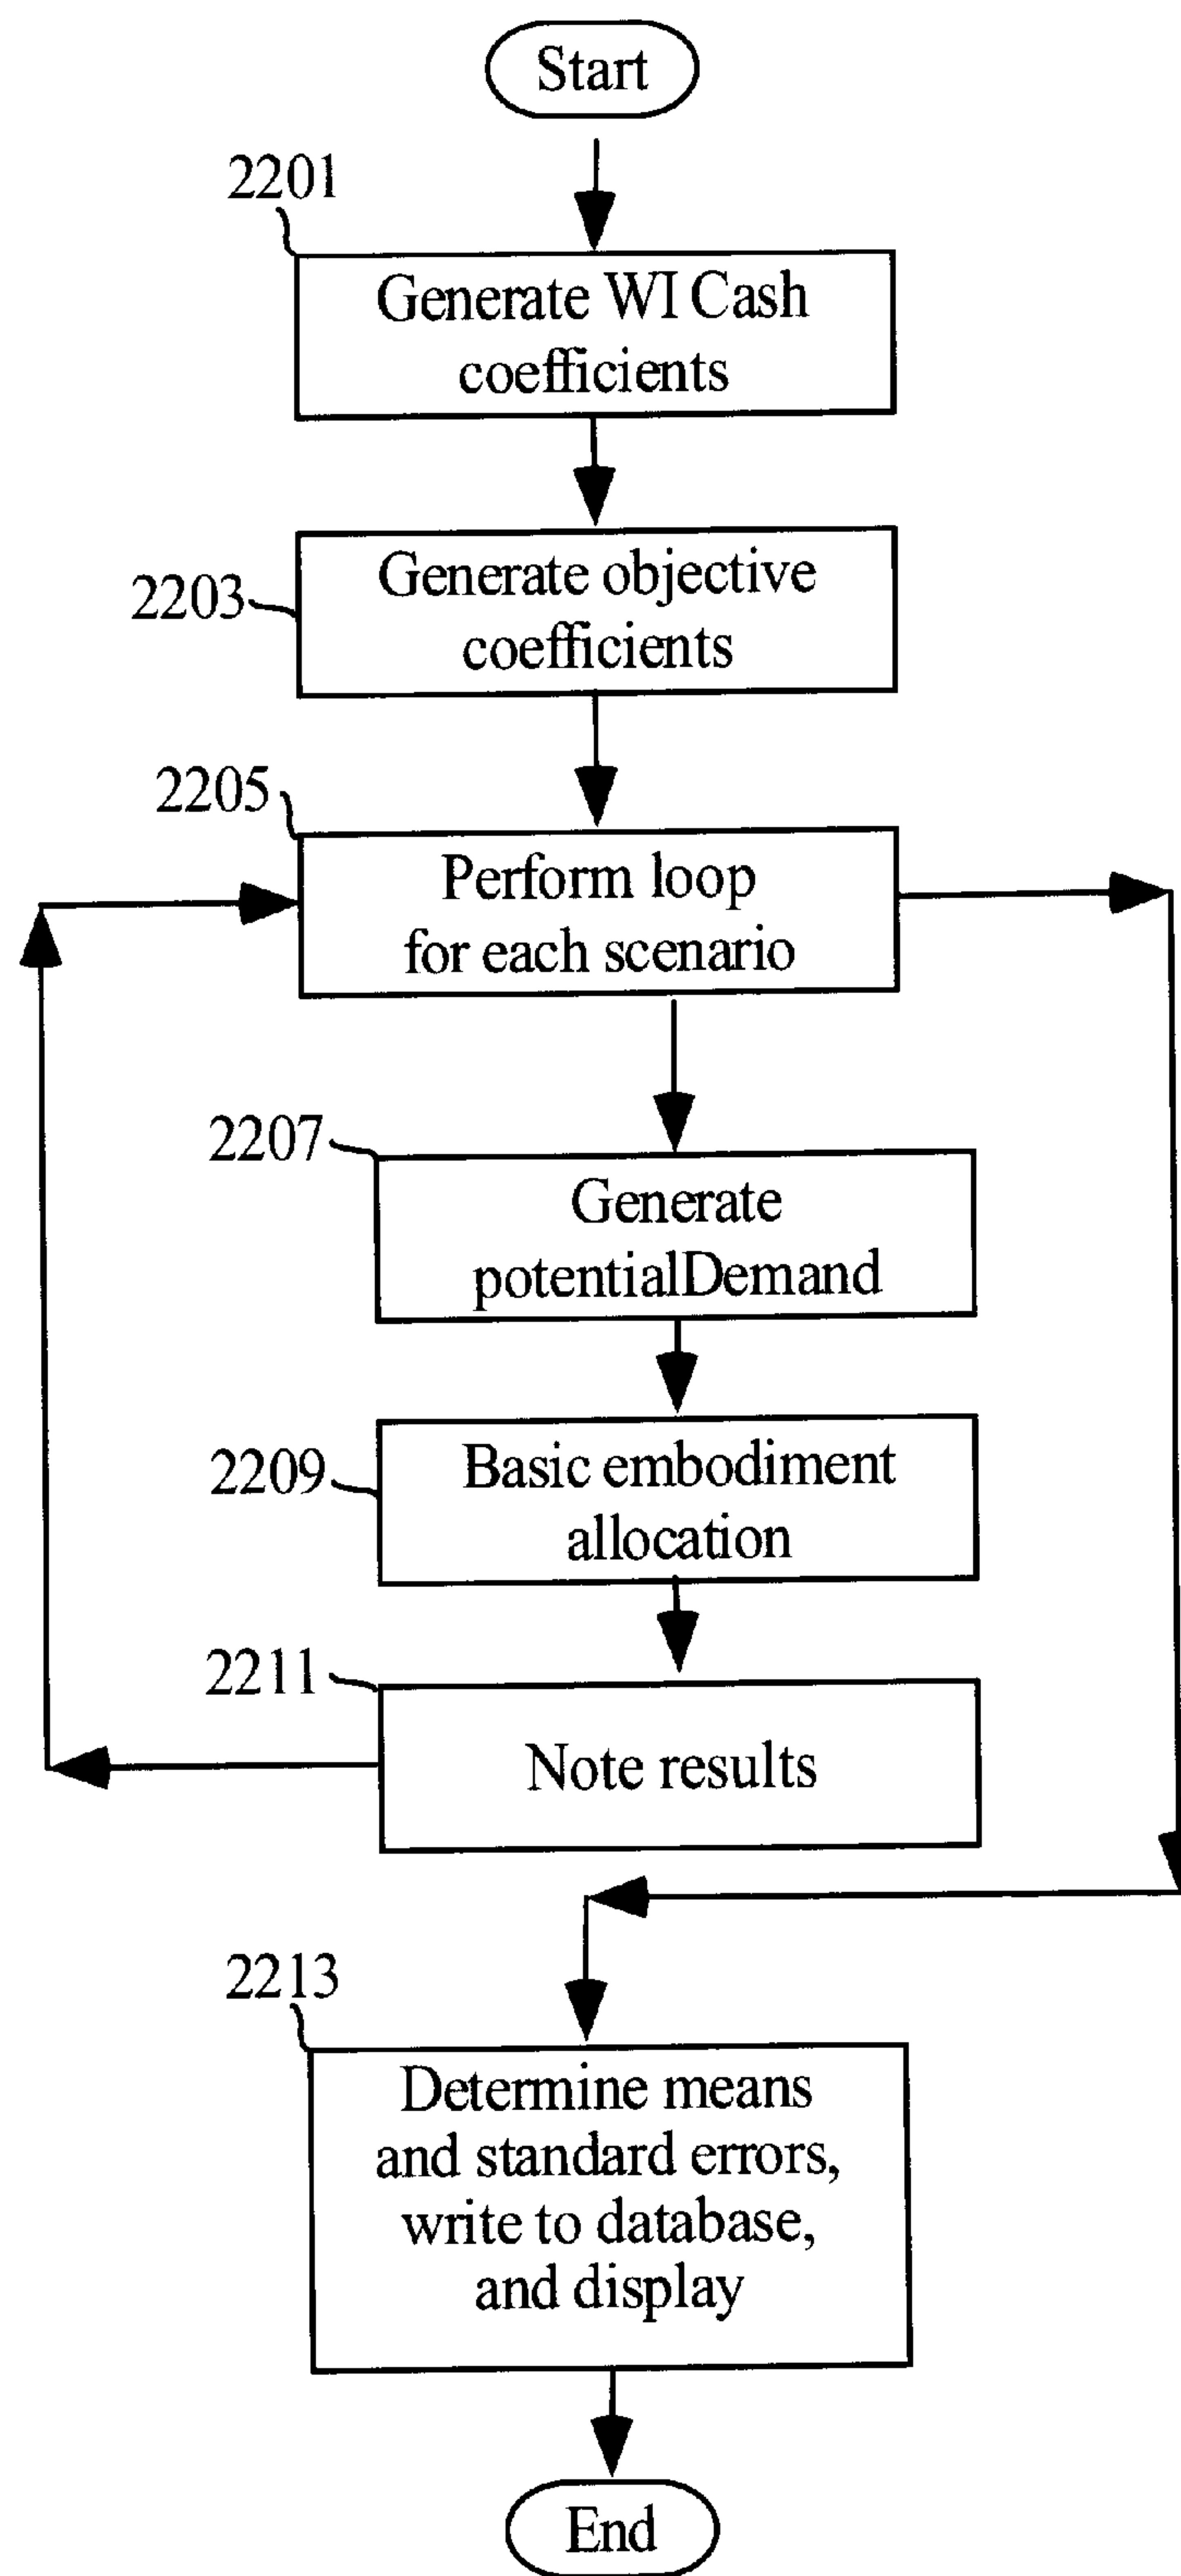 Start
2201
Generate WI Cash
coefficients
2203
Generate objective
coefficients
2205
Perform loop
for each scenario
2207
Generate
potentialDemand
2209
Basic embodiment
allocation
2211
Note results
2213
Determine means
and standard errors,
write to database,
and display
End